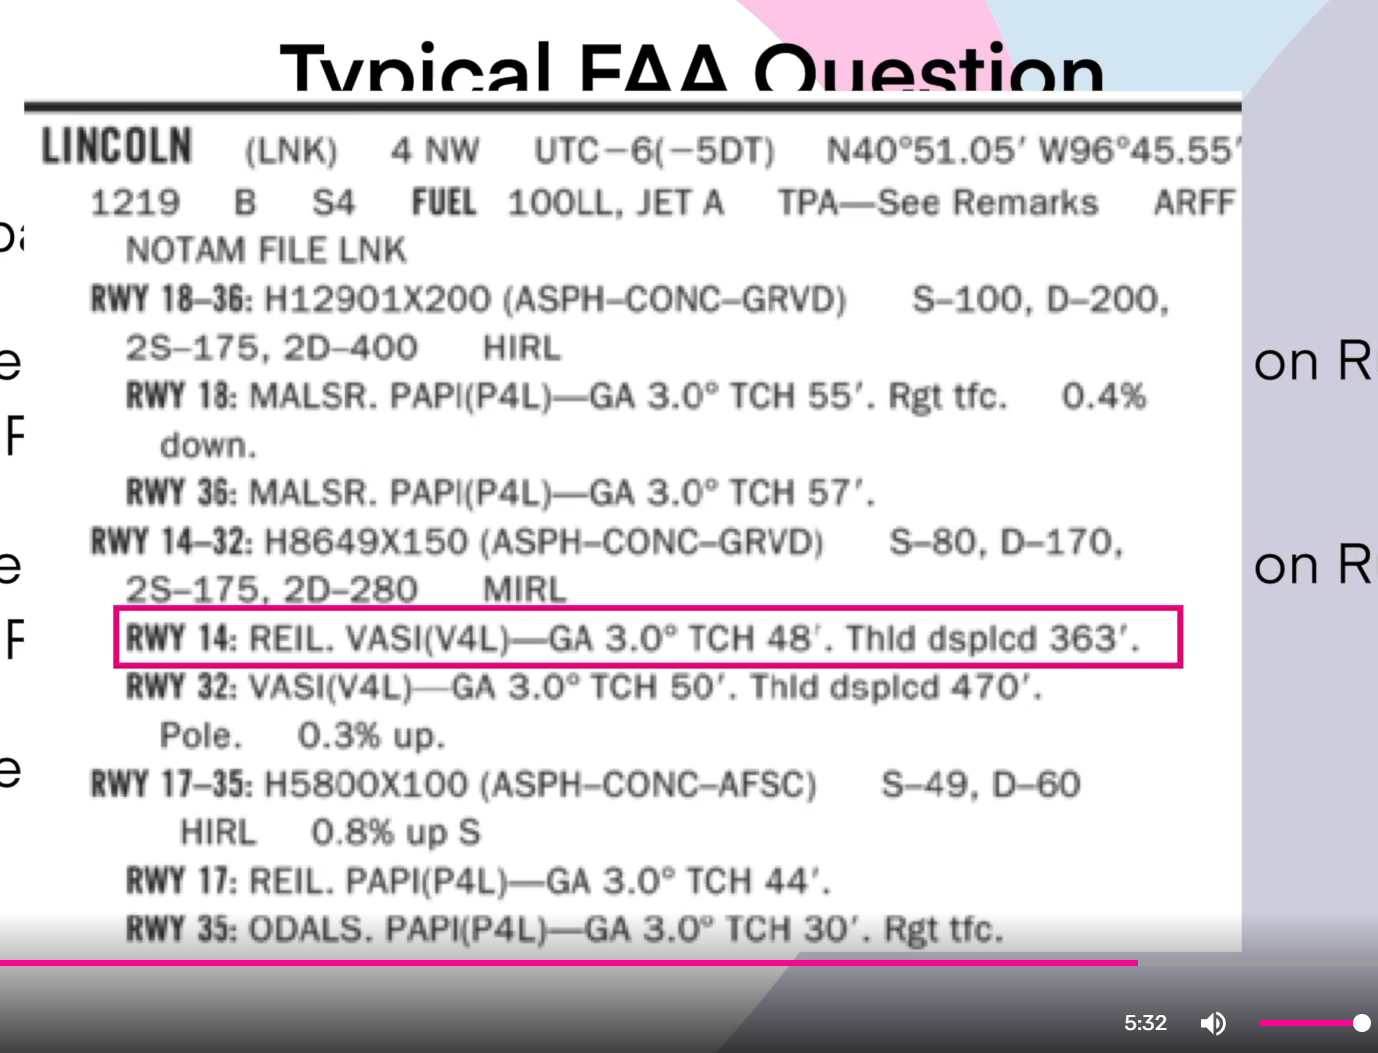 Typical FAA Question
LINCOLN (LNK) 4 NW UTC−6(−5DT) N40°51.05′ W96°45.55′
1219 B S4 FUEL 100LL, JET A TPA—See Remarks ARFF
NOTAM FILE LNK
RWY 18–36: H12901X200 (ASPH–CONC–GRVD) S–100, D–200,
2S–175, 2D–400 HIRL
on R
RWY 18: MALSR. PAPI(P4L)—GA 3.0° TCH 55′. Rgt tfc. 0.4%
down.
RWY 36: MALSR. PAPI(P4L)—GA 3.0° TCH 57′.
RWY 14–32: H8649X150 (ASPH–CONC–GRVD) S–80, D–170,
on R
2S–175, 2D–280 MIRL
RWY 14: REIL. VASI(V4L)—GA 3.0° TCH 48′. Thld dsplcd 363′.
RWY 32: VASI(V4L)—GA 3.0° TCH 50′. Thld dsplcd 470′.
Pole. 0.3% up.
RWY 17–35: H5800X100 (ASPH–CONC–AFSC) S–49, D–60
HIRL 0.8% up S
RWY 17: REIL. PAPI(P4L)—GA 3.0° TCH 44′.
RWY 35: ODALS. PAPI(P4L)—GA 3.0° TCH 30′. Rgt tfc.
5:32